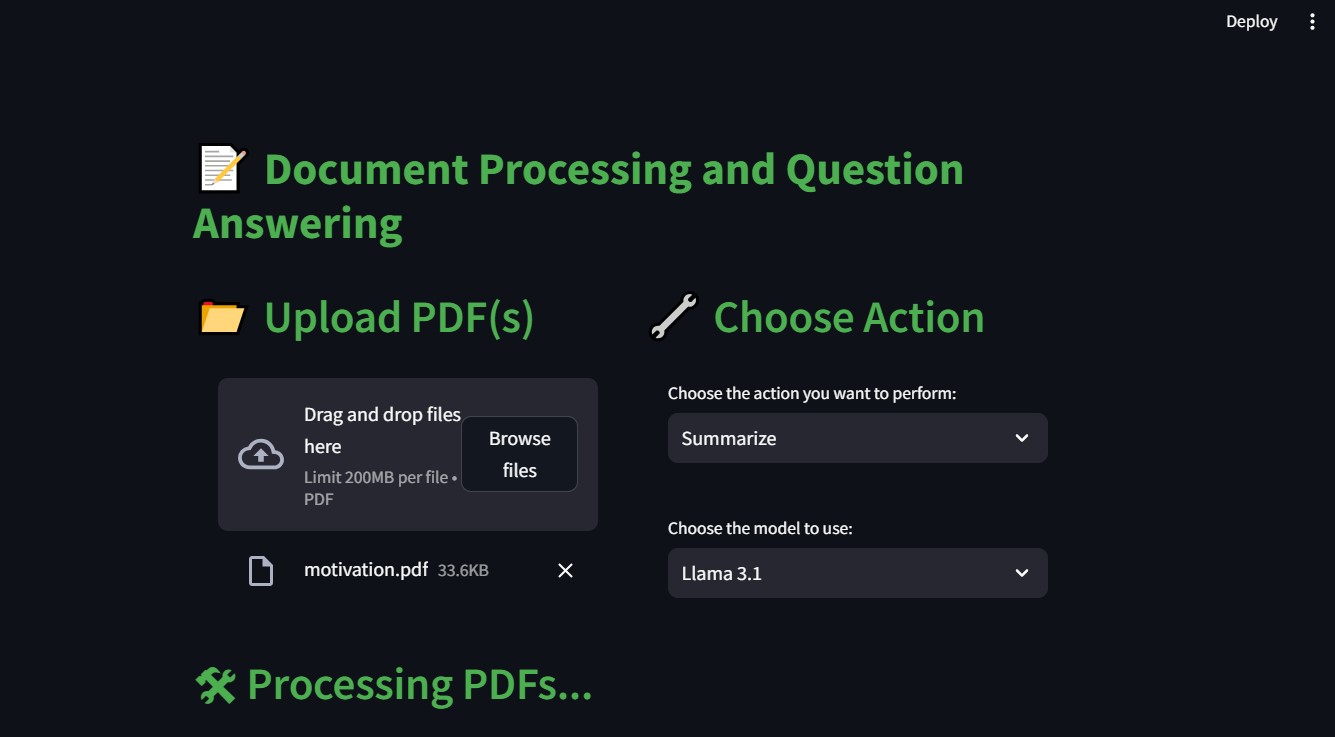 Deploy
Document Processing and Question
Answering
Upload PDF(s)
Choose Action
Drag and drop files
here
Limit 200MB per file •
PDF
Browse
files
motivation.pdf 33.6KB
Choose the action you want to perform:
Summarize
Choose the model to use:
Llama 3.1
Processing PDFs...